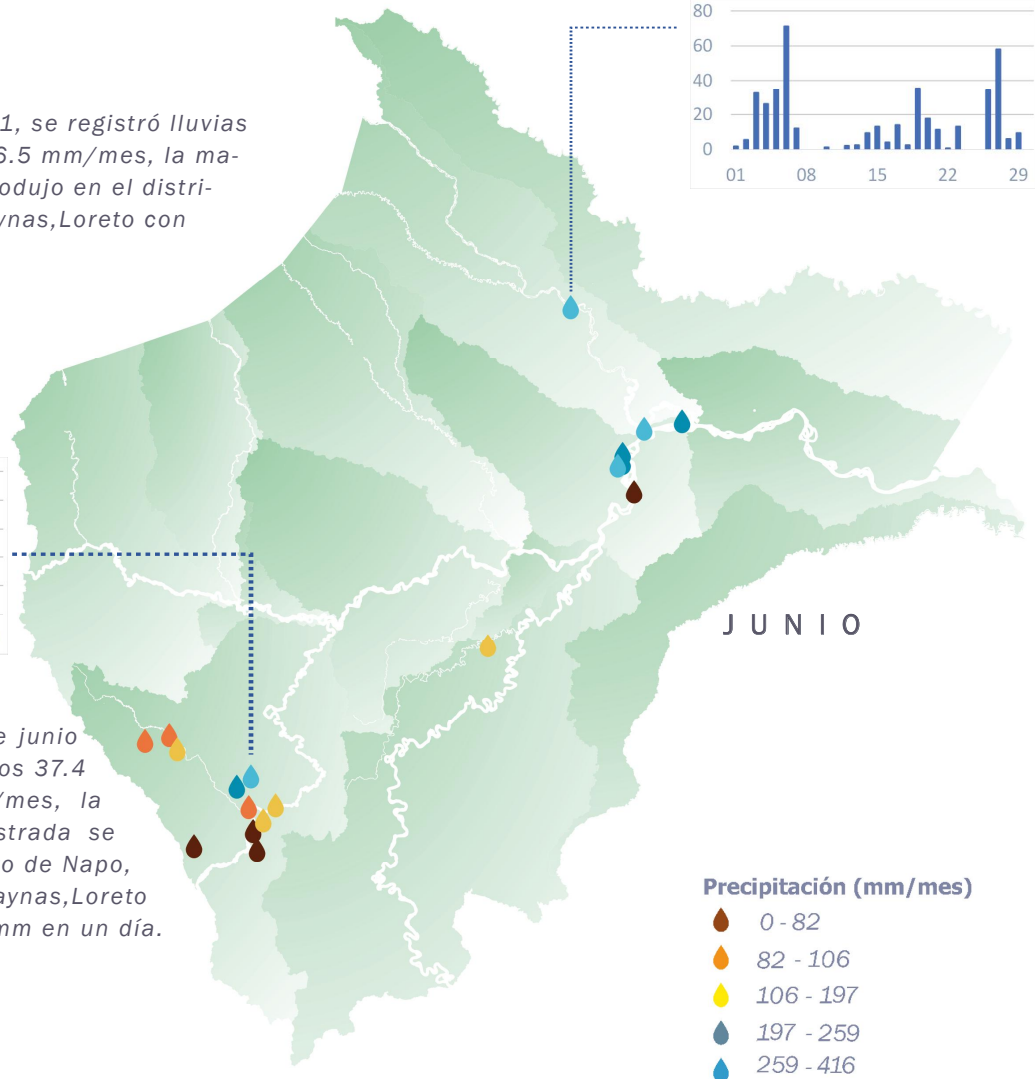 80
60
40
20
0
01 08 15 22 29
1, se registró lluvias
6.5 mm/mes, la ma-
odujo en el distri-
ynas,Loreto con
JUNIO
e junio
os 37.4
/mes, la
strada se
o de Napo,
aynas,Loreto
mm en un día.
Precipitación (mm/mes)
0 - 82
82 - 106
106 - 197
197 - 259
259 - 416